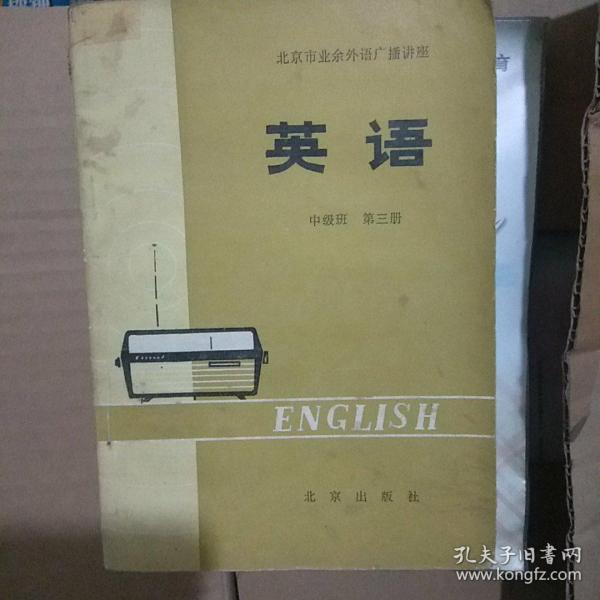 北京市业余外语广播讲座
英语
中级班 第三册
ENGLISH
北京出版社
育
孔夫子旧书网
www.kongfz.com